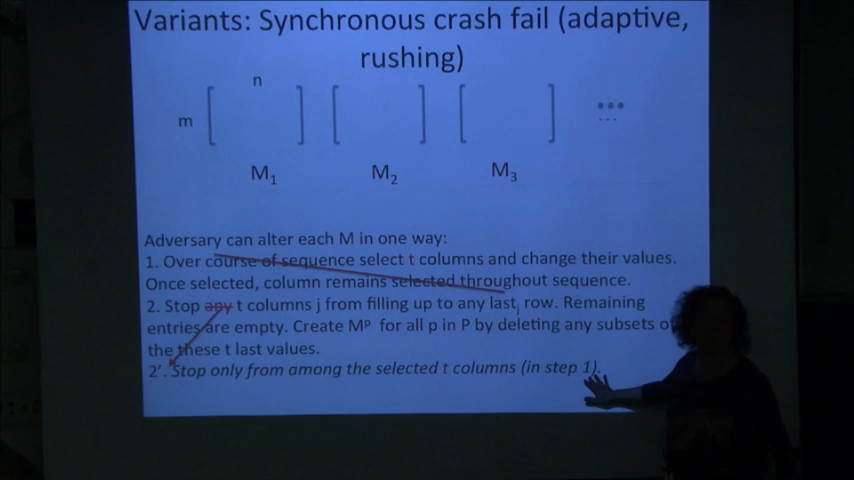 Variants: Synchronous crash fail (adaptive,
rushing)
n
m
M1 M2 M3
Adversary can alter each M in one way:
1. Over course of sequence select t columns and change their values.
Once selected, column remains selected throughout sequence.
2. Stop any t columns j from filling up to any lastj row. Remaining
entries are empty. Create Mp for all p in P by deleting any subsets
the these t last values.
2'. Stop only from among the selected t columns (in step 1).